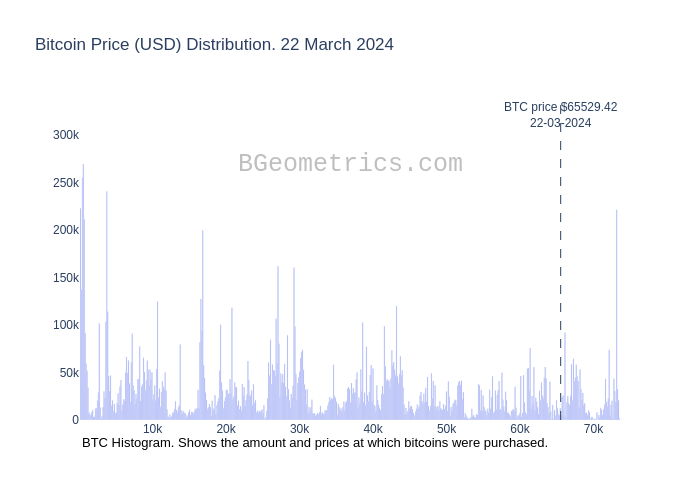 Bitcoin Price (USD) Distribution. 22 March 2024
BTC price $65529.42
22-03-2024
300k
BGeometrics.com
250k
200k
150k
100k
50k
0
10k 20k 30k 40k 50k 60k 70k
BTC Histogram. Shows the amount and prices at which bitcoins were purchased.